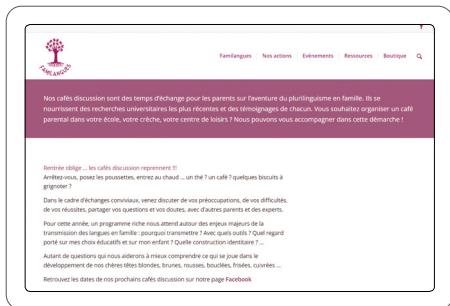 FAMILANGUES
Familangues Nos actions Evènements Ressources Boutique
Nos cafés discussion sont des temps d'échange pour les parents sur l'aventure du plurilinguisme en famille. Ils se
nourrissent des recherches universitaires les plus récentes et des témoignages de chacun. Vous souhaitez organiser un café
parental dans votre école, votre crèche, votre centre de loisirs ? Nous pouvons vous accompagner dans cette démarche !
Rentrée oblige ... les cafés discussion reprennent !!!
Arrêtez-vous, posez les poussettes, entrez au chaud ... un thé ? un café ? quelques biscuits à
grignoter ?
Dans le cadre d'échanges conviviaux, venez discuter de vos préoccupations, de vos difficultés,
de vos réussites, partager vos questions et vos doutes, avec d'autres parents et des experts.
Pour cette année, un programme riche nous attend autour des enjeux majeurs de la
transmission des langues en famille : pourquoi transmettre ? Avec quels outils ? Quel regard
porté sur mes choix éducatifs et sur mon enfant ? Quelle construction identitaire ? ...
Autant de questions qui nous aiderons à mieux comprendre ce qui se joue dans le
développement de nos chères têtes blondes, brunes, rousses, bouclées, frisées, cuivrées ...
Retrouvez les dates de nos prochains cafés discussion sur notre page Facebook